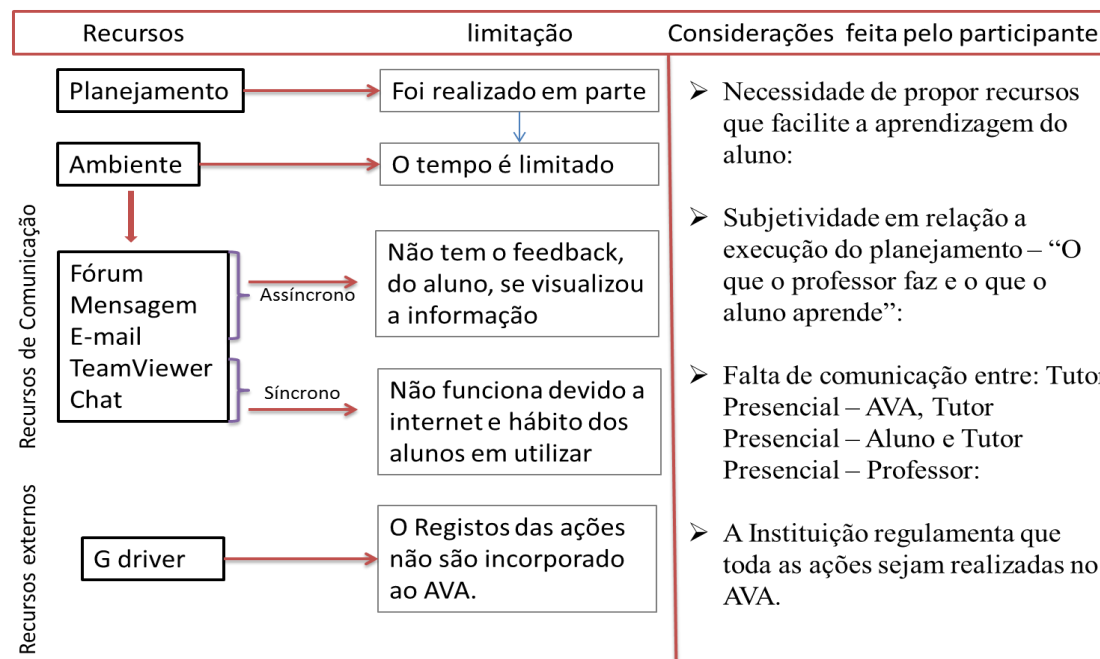 Recursos
limitação
Considerações feita pelo participante
Planejamento
Foi realizado em parte
Ambiente
O tempo é limitado
Recursos de Comunicação
Fórum
Mensagem
E-mail
TeamViewer
Chat
Assíncrono
Síncrono
Não tem o feedback,
do aluno, se visualizou
a informação
Não funciona devido a
internet e hábito dos
alunos em utilizar
Recursos externos
G driver
O Registos das ações
não são incorporado
ao AVA.
➢ Necessidade de propor recursos
que facilite a aprendizagem do
aluno:
➢ Subjetividade em relação a
execução do planejamento – “O
que o professor faz e o que o
aluno aprende”:
➢ Falta de comunicação entre: Tutor
Presencial – AVA, Tutor
Presencial – Aluno e Tutor
Presencial – Professor:
➢ A Instituição regulamenta que
toda as ações sejam realizadas no
AVA.